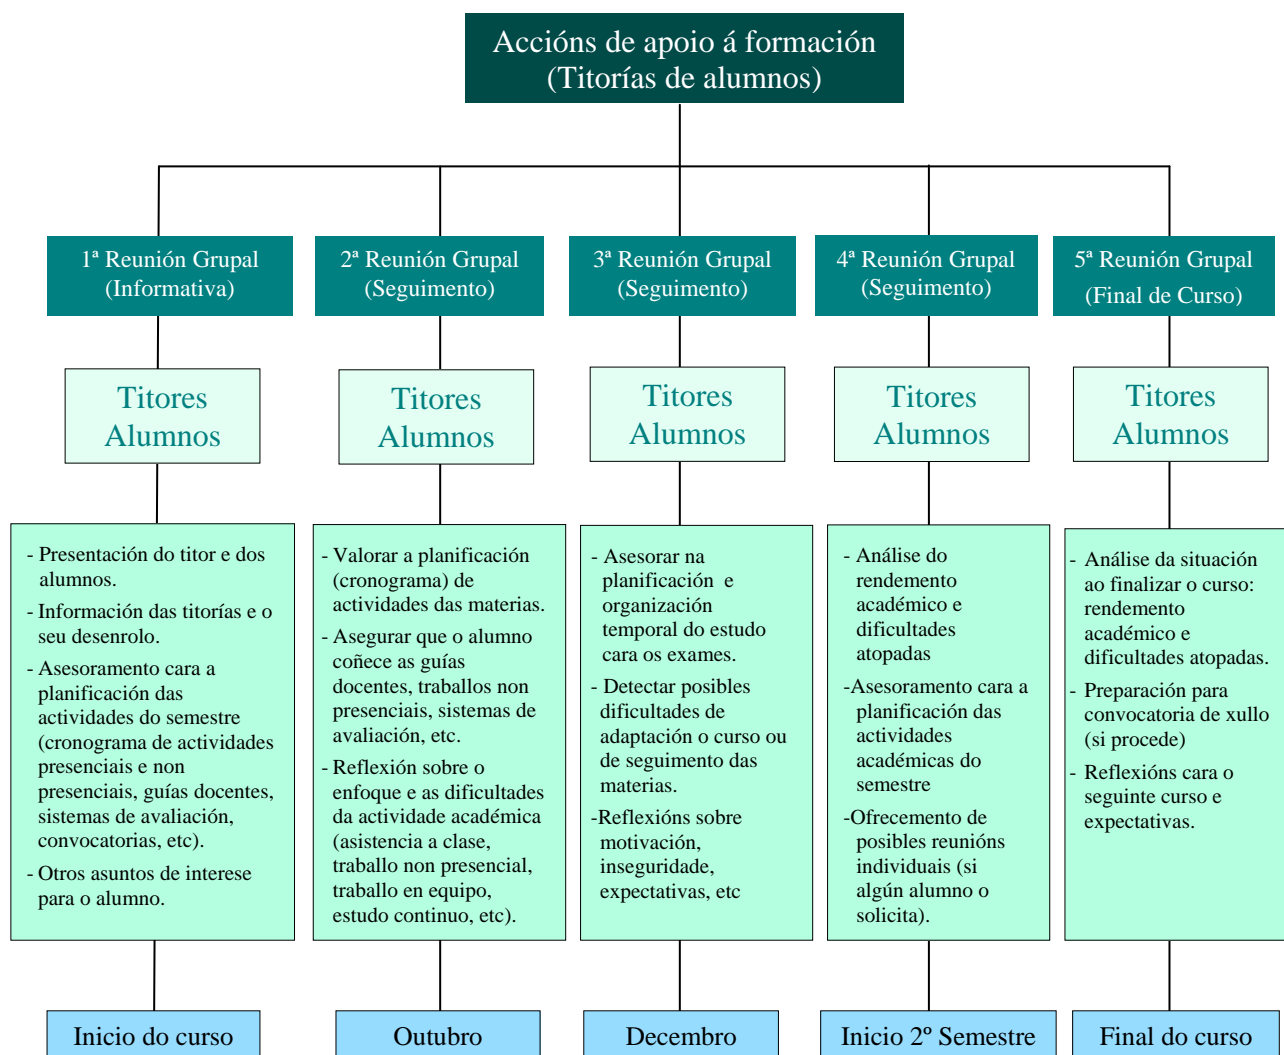 Accións de apoio á formación
(Titorías de alumnos)
1ª Reunión Grupal
(Informativa)
2ª Reunión Grupal
(Seguimento)
3ª Reunión Grupal
(Seguimento)
4ª Reunión Grupal
(Seguimento)
5ª Reunión Grupal
(Final de Curso)
Titores
Alumnos
Titores
Alumnos
Titores
Alumnos
Titores
Alumnos
Titores
Alumnos
- Presentación do titor e dos
alumnos.
- Información das titorías e o
seu desenrolo.
- Asesoramento cara a
planificación das
actividades do semestre
(cronograma de actividades
presenciais e non
presenciais, guías docentes,
sistemas de avaliación,
convocatorias, etc).
- Otros asuntos de interese
para o alumno.
- Valorar a planificación
(cronograma) de
actividades das materias.
- Asegurar que o alumno
coñece as guías
docentes, traballos non
presenciais, sistemas de
avaliación, etc.
- Reflexión sobre o
enfoque e as dificultades
da actividade académica
(asistencia a clase,
traballo non presencial,
traballo en equipo,
estudo continuo, etc).
- Asesorar na
planificación e
organización
temporal do estudo
cara os exames.
- Detectar posibles
dificultades de
adaptación o curso ou
de seguimento das
materias.
-Reflexións sobre
motivación,
inseguridade,
expectativas, etc
- Análise do
rendemento
académico e
dificultades
atopadas
-Asesoramento cara a
planificación das
actividades
académicas do
semestre
-Ofrecemento de
posibles reunións
individuais (si
algún alumno o
solicita).
- Análise da situación
ao finalizar o curso:
rendemento
académico e
dificultades atopadas.
- Preparación para
convocatoria de xullo
(si procede)
- Reflexións cara o
seguinte curso e
expectativas.
Inicio do curso
Outubro
Decembro
Inicio 2º Semestre
Final do curso